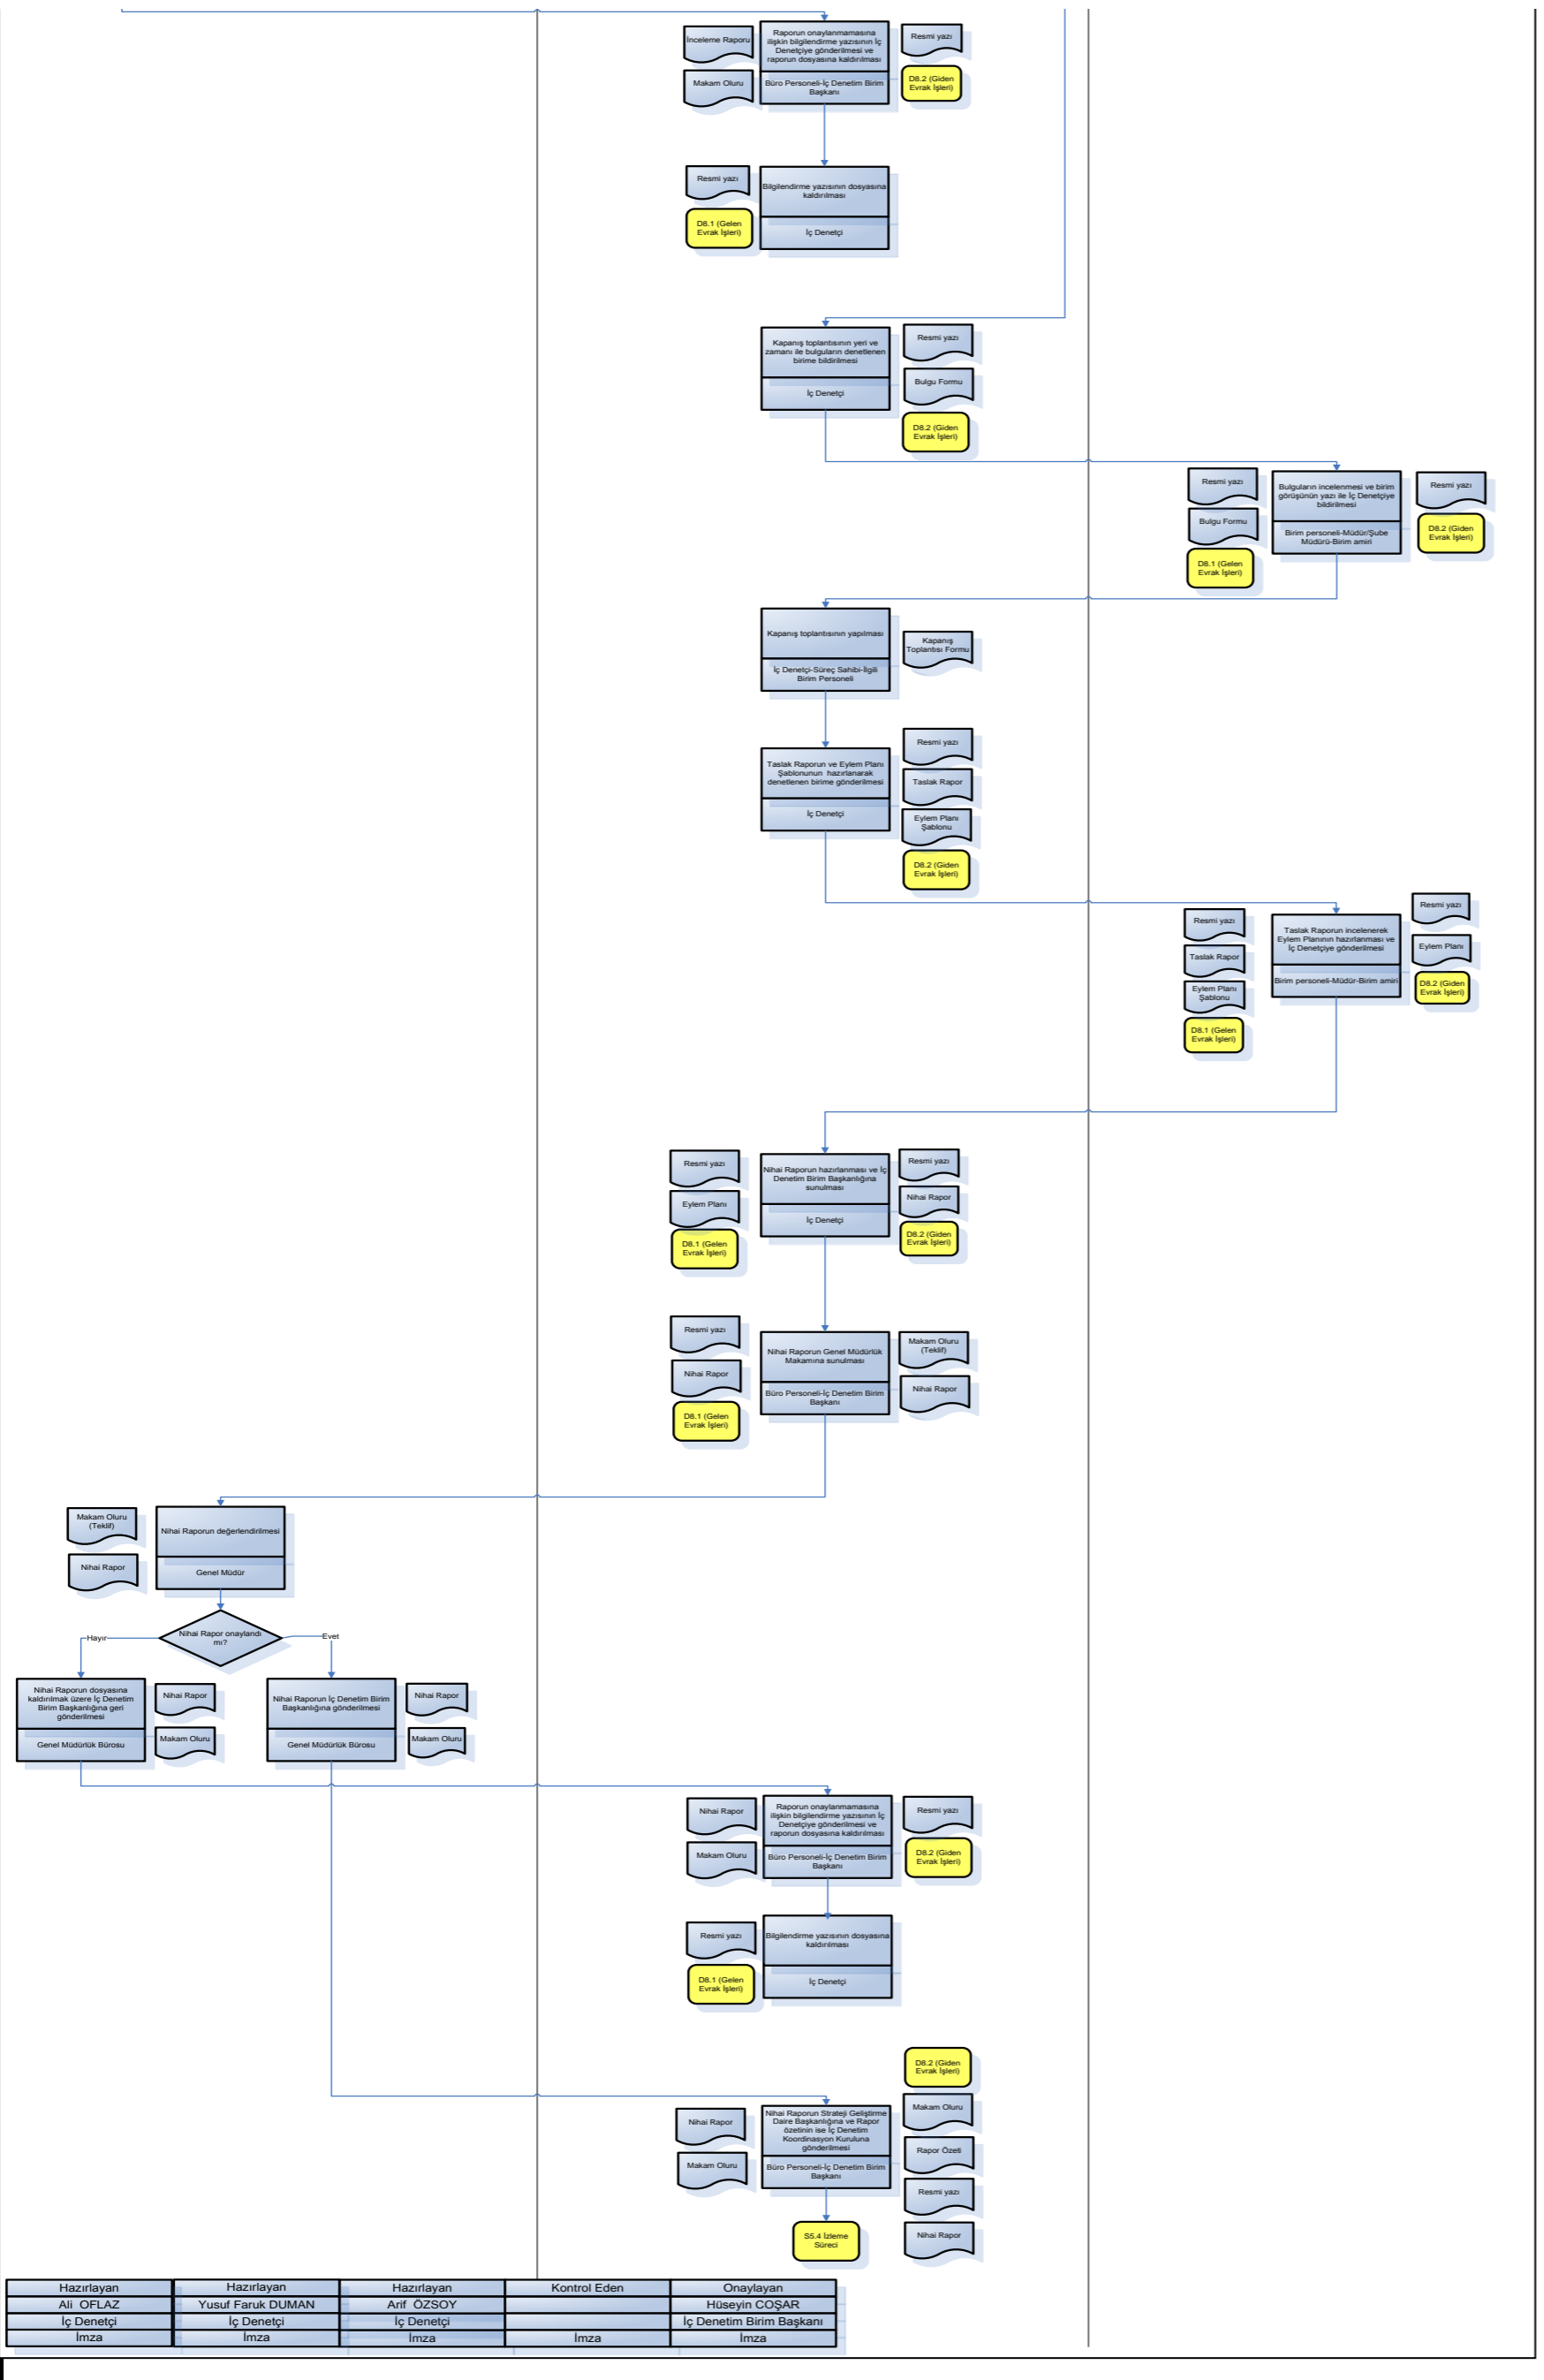 İnceleme Raporu
Makam Oluru
Raporun onaylanmamasına
ilişkin bilgilendirme yazısının İç
Denetçiye gönderilmesi ve
raporun dosyasına kaldırılması
Büro Personeli-İç Denetim Birim
Başkanı
Resmi yazı
D8.2 (Giden
Evrak İşleri)
Resmi yazı
D8.1 (Gelen
Evrak İşleri)
Bilgilendirme yazısının dosyasına
kaldırılması
İç Denetçi
Kapanış toplantısının yeri ve
zamanı ile bulguların denetlenen
birime bildirilmesi
İç Denetçi
Resmi yazı
Bulgu Formu
D8.2 (Giden
Evrak İşleri)
Resmi yazı
Bulgu Formu
D8.1 (Gelen
Evrak İşleri)
Bulguların incelenmesi ve birim
görüşünün yazı ile İç Denetçiye
bildirilmesi
Birim personeli-Müdür/Şube
Müdürü-Birim amiri
Resmi yazı
D8.2 (Giden
Evrak İşleri)
Kapanış toplantısının yapılması
İç Denetçi-Süreç Sahibi-İlgili
Birim Personeli
Kapanış
Toplantısı Formu
Taslak Raporun ve Eylem Planı
Şablonunun hazırlanarak
denetlenen birime gönderilmesi
İç Denetçi
Resmi yazı
Taslak Rapor
Eylem Planı
Şablonu
D8.2 (Giden
Evrak İşleri)
Resmi yazı
Taslak Rapor
Eylem Planı
Şablonu
D8.1 (Gelen
Evrak İşleri)
Taslak Raporun incelenerek
Eylem Planının hazırlanması ve
İç Denetçiye gönderilmesi
Birim personeli-Müdür-Birim amiri
Resmi yazı
Eylem Planı
D8.2 (Giden
Evrak İşleri)
Resmi yazı
Eylem Planı
D8.1 (Gelen
Evrak İşleri)
Nihai Raporun hazırlanması ve İç
Denetim Birim Başkanlığına
sunulması
İç Denetçi
Resmi yazı
Nihai Rapor
D8.2 (Giden
Evrak İşleri)
Resmi yazı
Nihai Rapor
D8.1 (Gelen
Evrak İşleri)
Nihai Raporun Genel Müdürlük
Makamına sunulması
Büro Personeli-İç Denetim Birim
Başkanı
Makam Oluru
(Teklif)
Nihai Rapor
Makam Oluru
(Teklif)
Nihai Rapor
Nihai Raporun değerlendirilmesi
Genel Müdür
Nihai Rapor onaylandı
mı?
Hayır
Evet
Nihai Raporun dosyasına
kaldırılmak üzere İç Denetim
Birim Başkanlığına geri
gönderilmesi
Genel Müdürlük Bürosu
Nihai Rapor
Makam Oluru
Nihai Raporun İç Denetim Birim
Başkanlığına gönderilmesi
Genel Müdürlük Bürosu
Nihai Rapor
Makam Oluru
Nihai Rapor
Makam Oluru
Raporun onaylanmamasına
ilişkin bilgilendirme yazısının İç
Denetçiye gönderilmesi ve
raporun dosyasına kaldırılması
Büro Personeli-İç Denetim Birim
Başkanı
Resmi yazı
D8.2 (Giden
Evrak İşleri)
Resmi yazı
D8.1 (Gelen
Evrak İşleri)
Bilgilendirme yazısının dosyasına
kaldırılması
İç Denetçi
D8.2 (Giden
Evrak İşleri)
Nihai Rapor
Makam Oluru
Nihai Raporun Strateji Geliştirme
Daire Başkanlığına ve Rapor
özetinin ise İç Denetim
Koordinasyon Kuruluna
gönderilmesi
Büro Personeli-İç Denetim Birim
Başkanı
Makam Oluru
Rapor Özeti
Resmi yazı
Nihai Rapor
S5.4 İzleme
Süreci
Hazırlayan Hazırlayan Hazırlayan Kontrol Eden Onaylayan
Ali OFLAZ Yusuf Faruk DUMAN Arif ÖZSOY Hüseyin COŞAR
İç Denetçi İç Denetçi İç Denetçi İç Denetim Birim Başkanı
İmza İmza İmza İmza İmza